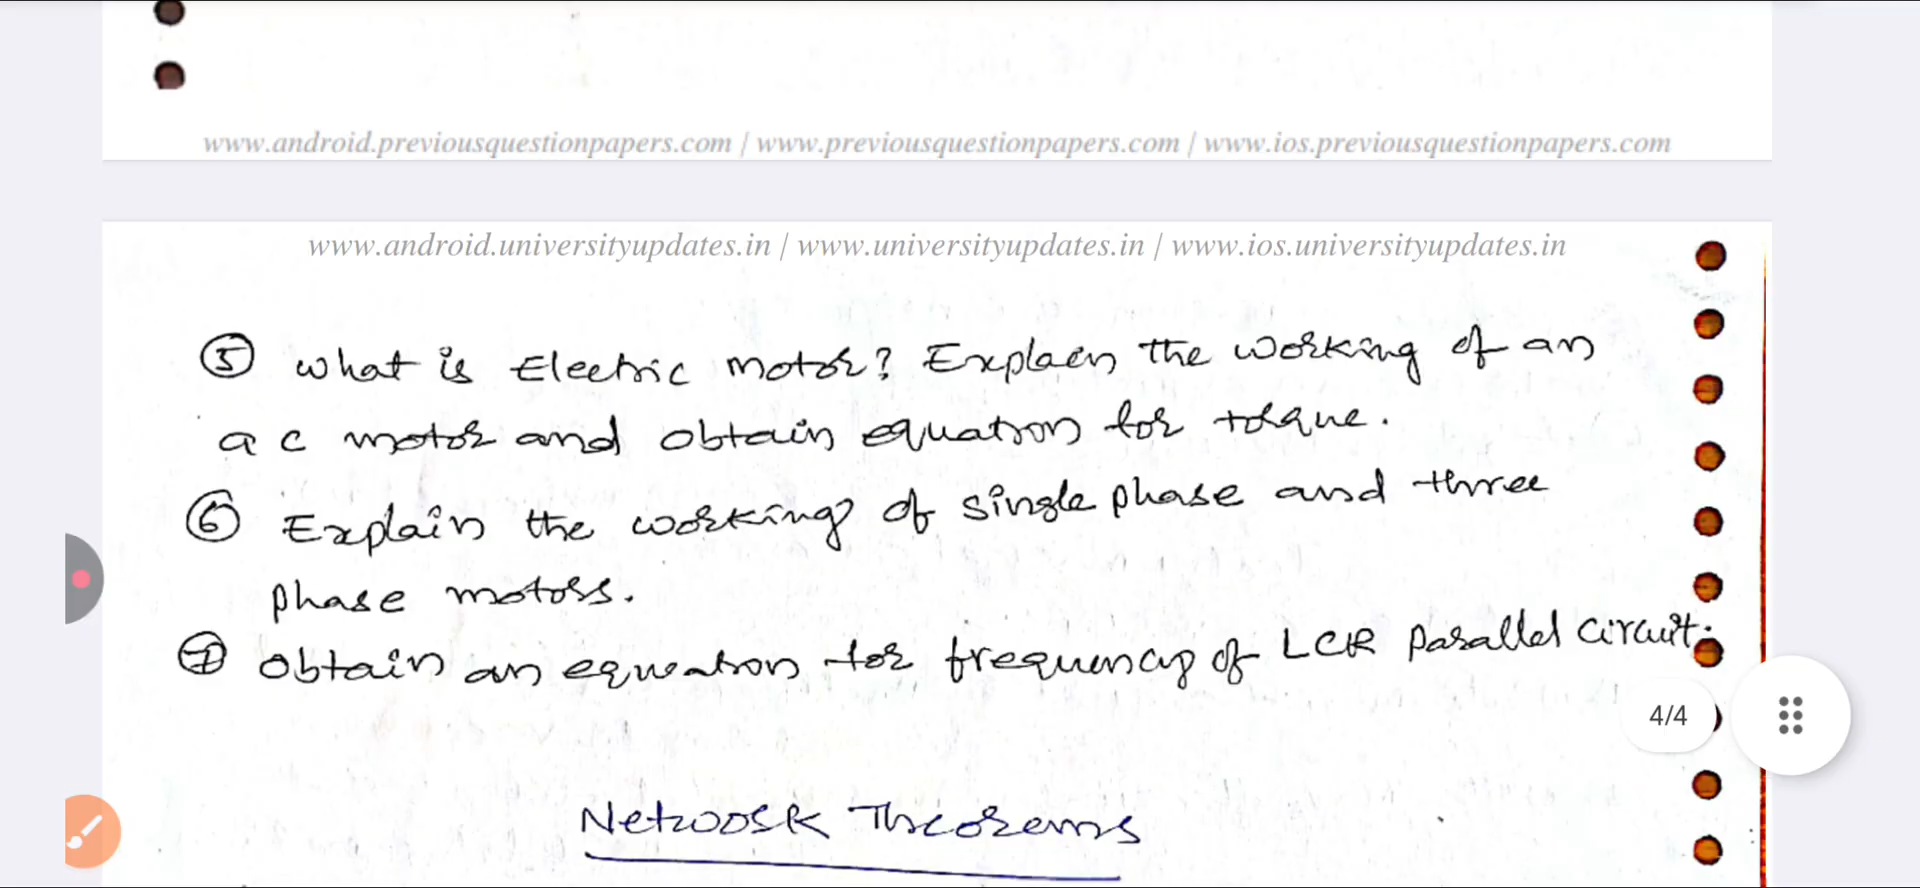 www.android.previousquestionpapers.com | www.previousquestionpapers.com | www.ios.previousquestionpapers.com
www.android.universityupdates.in | www.universityupdates.in | www.ios.universityupdates.in
⑤ What is Electric motor? Explain the working of an
a c motor and obtain equation for torque.
⑥ Explain the working of single phase and three
phase motors.
⑦ Obtain an equation for frequency of LCR Parallel Circuit.
4/4
Network Theorems